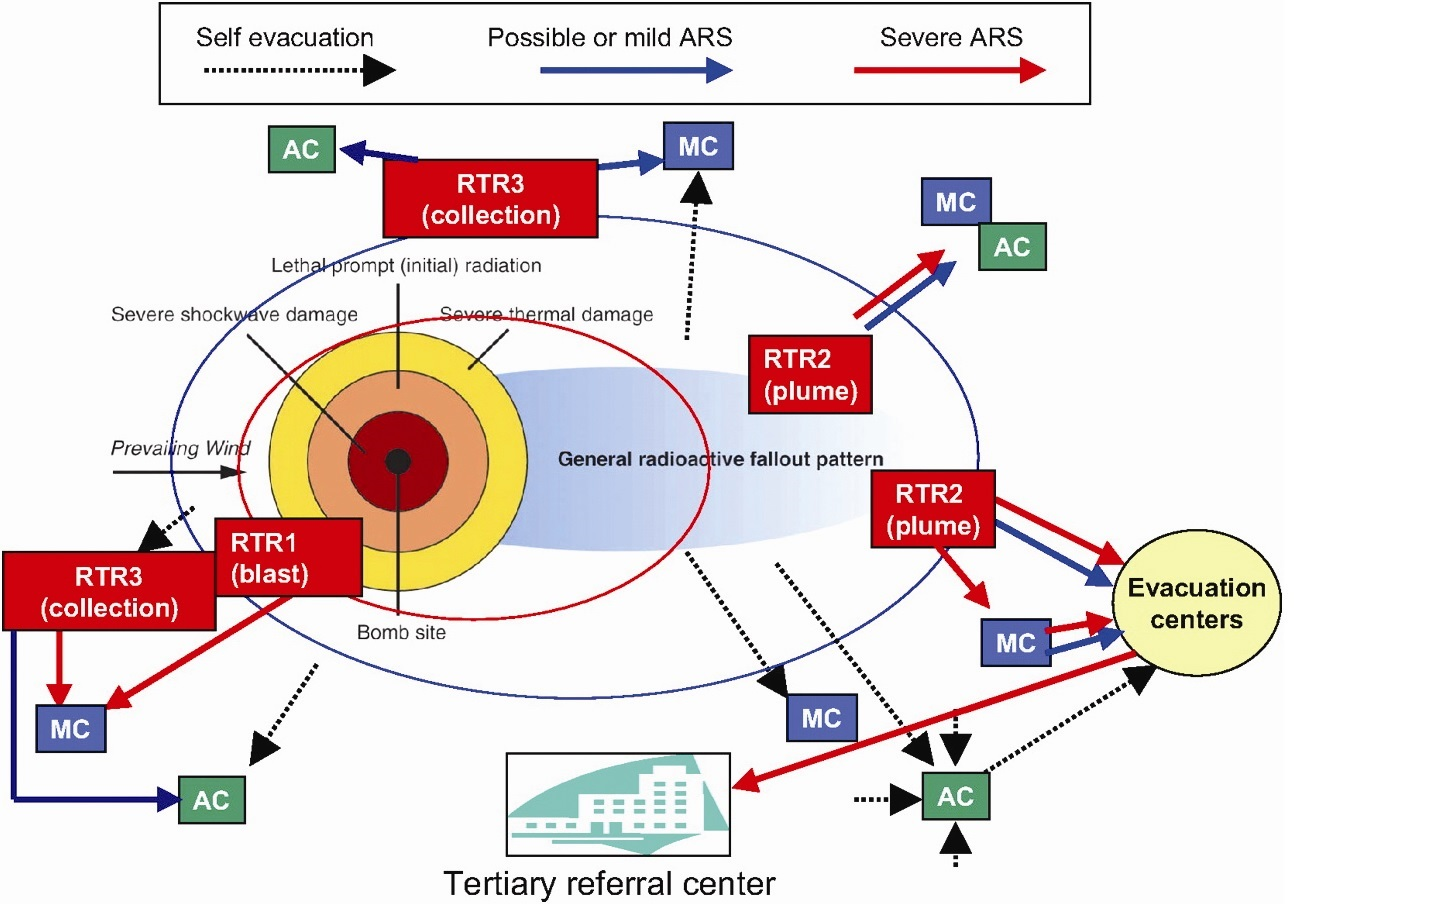 Self evacuation
Possible or mild ARS
Severe ARS
AC
MC
RTR3
(collection)
MC
AC
Lethal prompt (initial) radiation
Severe shockwave damage
Severe thermal damage
RTR2
(plume)
Prevailing Wind
General radioactive fallout pattern
RTR2
(plume)
RTR1
(blast)
RTR3
(collection)
Evacuation
centers
Bomb site
MC
MC
MC
AC
AC
Tertiary referral center